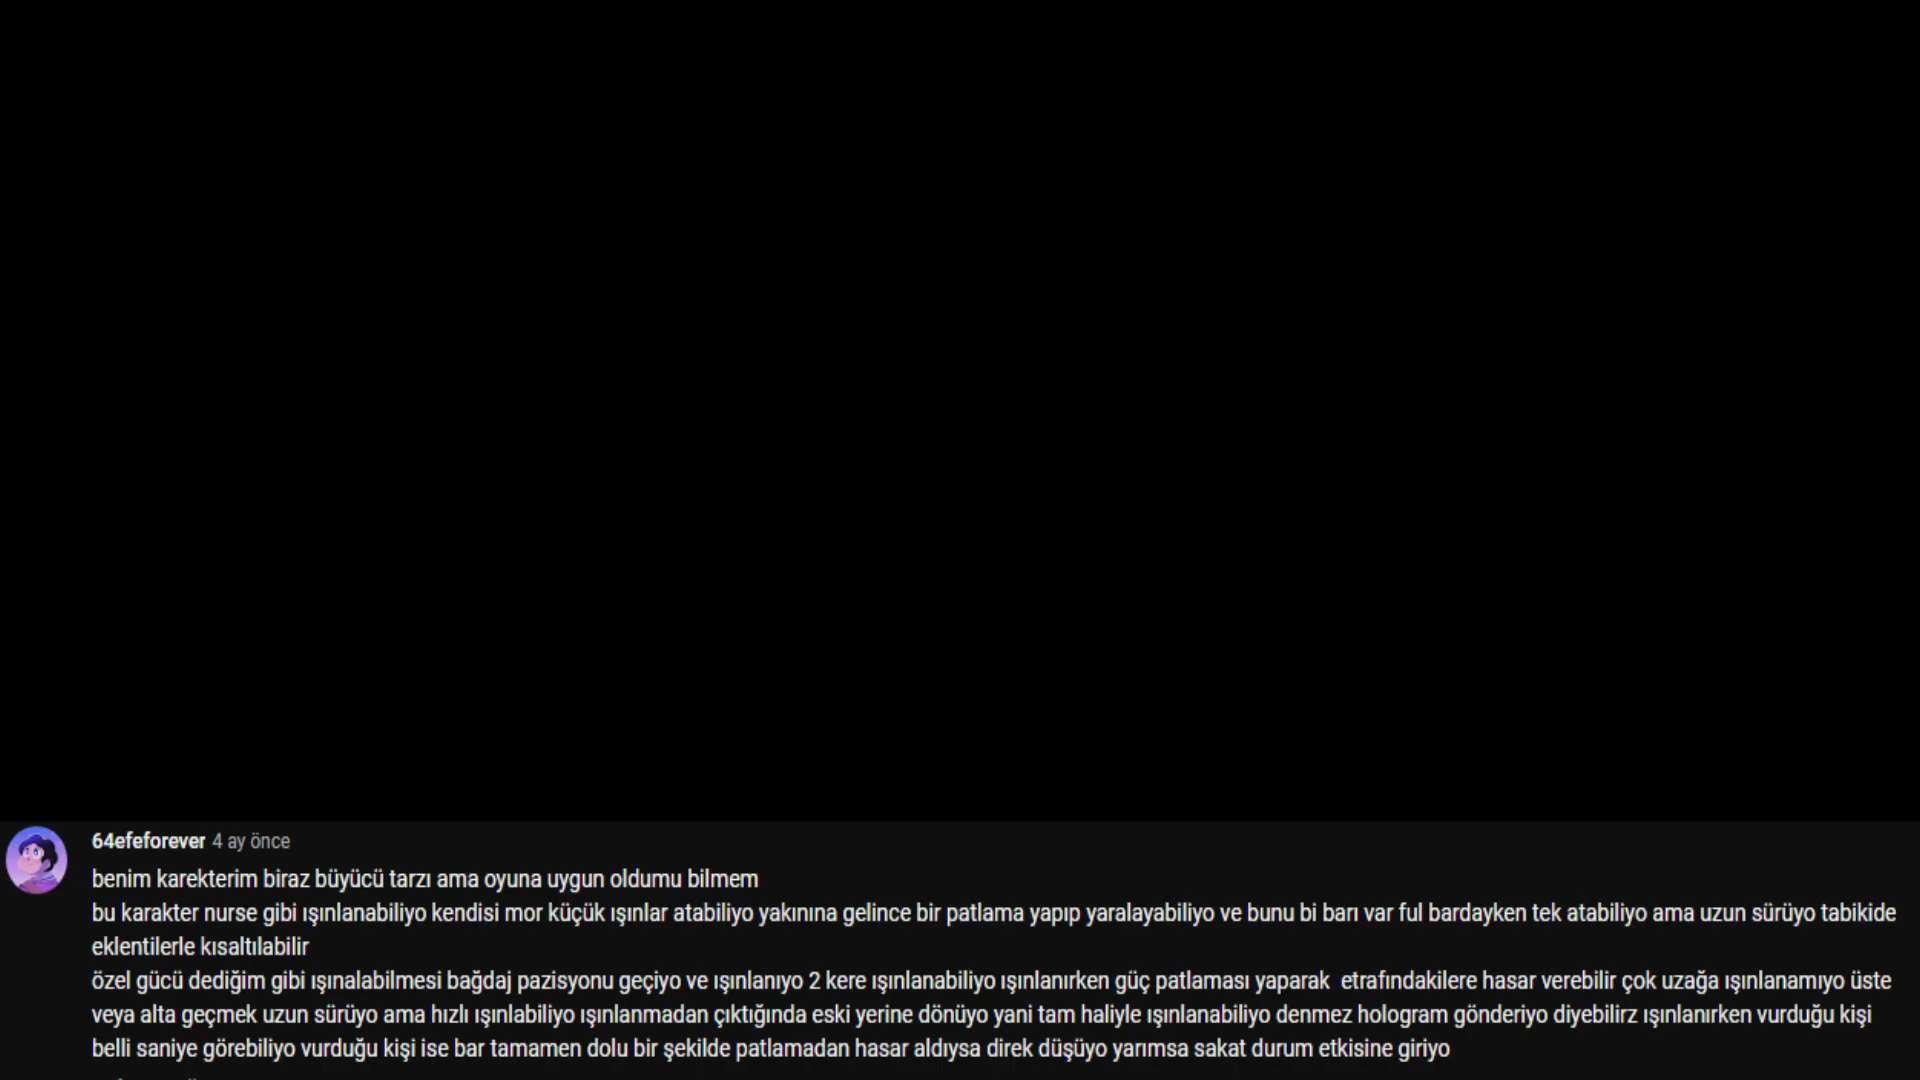 64efeforever 4 ay önce
benim karekterim biraz büyücü tarzı ama oyuna uygun oldumu bilmem
bu karakter nurse gibi ışınlanabiliyo kendisi mor küçük ışınlar atabiliyo yakınına gelince bir patlama yapıp yaralayabiliyo ve bunu bi barı var ful bardayken tek atabiliyo ama uzun sürüyo tabikide
eklentilerle kısaltılabilir
özel gücü dediğim gibi ışınalabilmesi bağdaj pazisyonu geçiyo ve ışınlanıyo 2 kere ışınlanabiliyo ışınlanırken güç patlaması yaparak etrafındakilere hasar verebilir çok uzağa ışınlanamıyo üste
veya alta geçmek uzun sürüyo ama hızlı ışınlabiliyo ışınlanmadan çıktığında eski yerine dönüyo yani tam haliyle ışınlanabiliyo denmez hologram gönderiyo diyebilirz ışınlanırken vurduğu kişi
belli saniye görebiliyo vurduğu kişi ise bar tamamen dolu bir şekilde patlamadan hasar aldıysa direk düşüyo yarımsa sakat durum etkisine giriyo